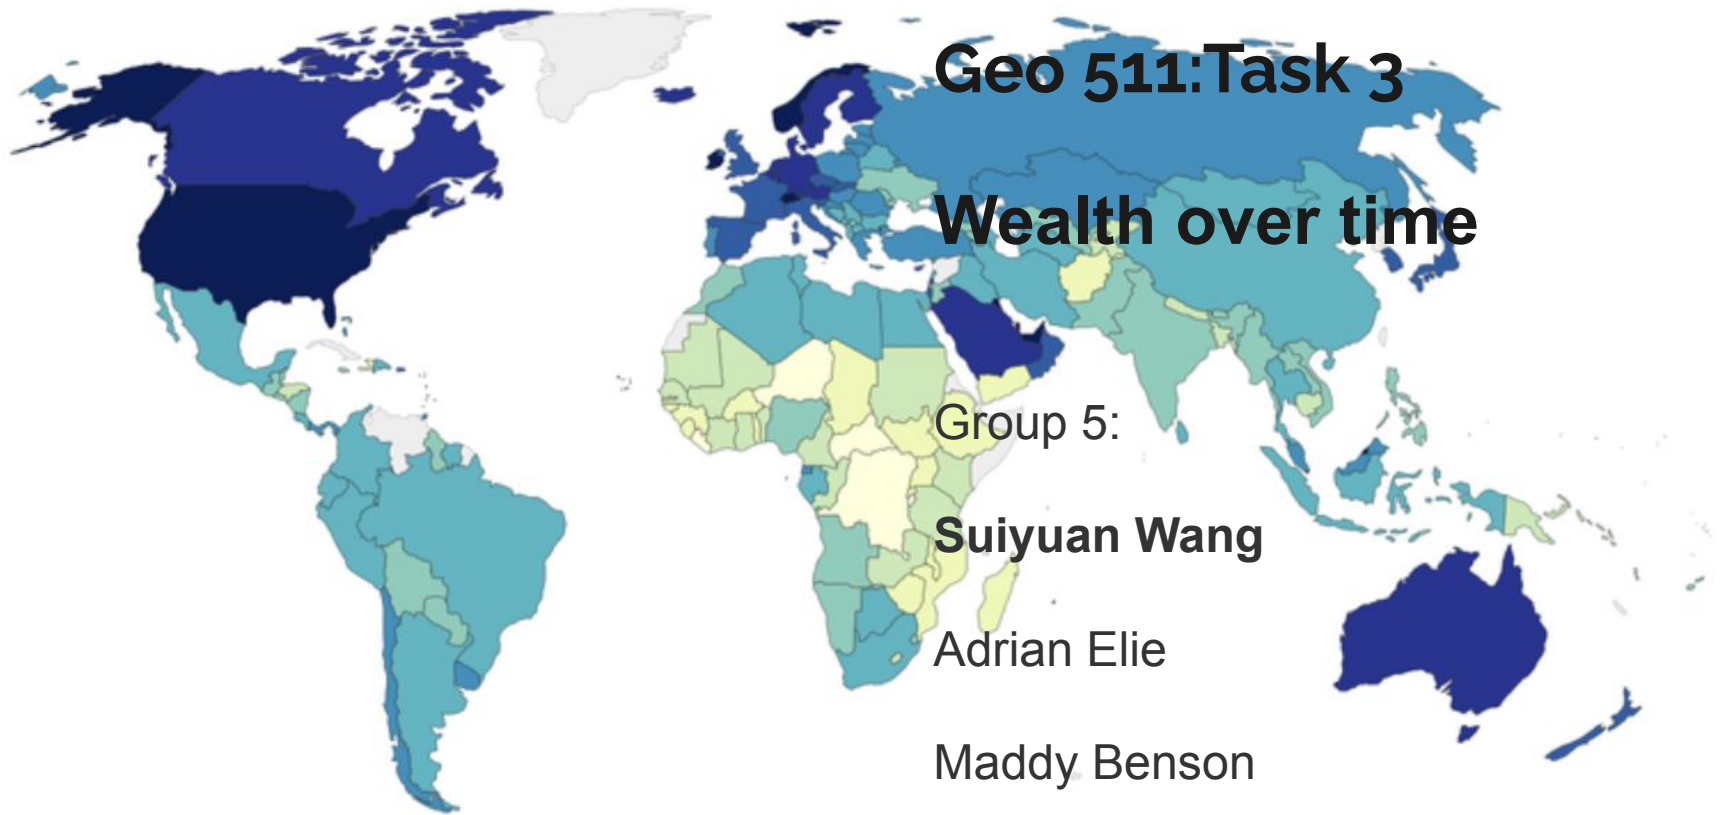 Geo 511:Task 3
Wealth over time
Group 5:
Suiyuan Wang
Adrian Elie
Maddy Benson